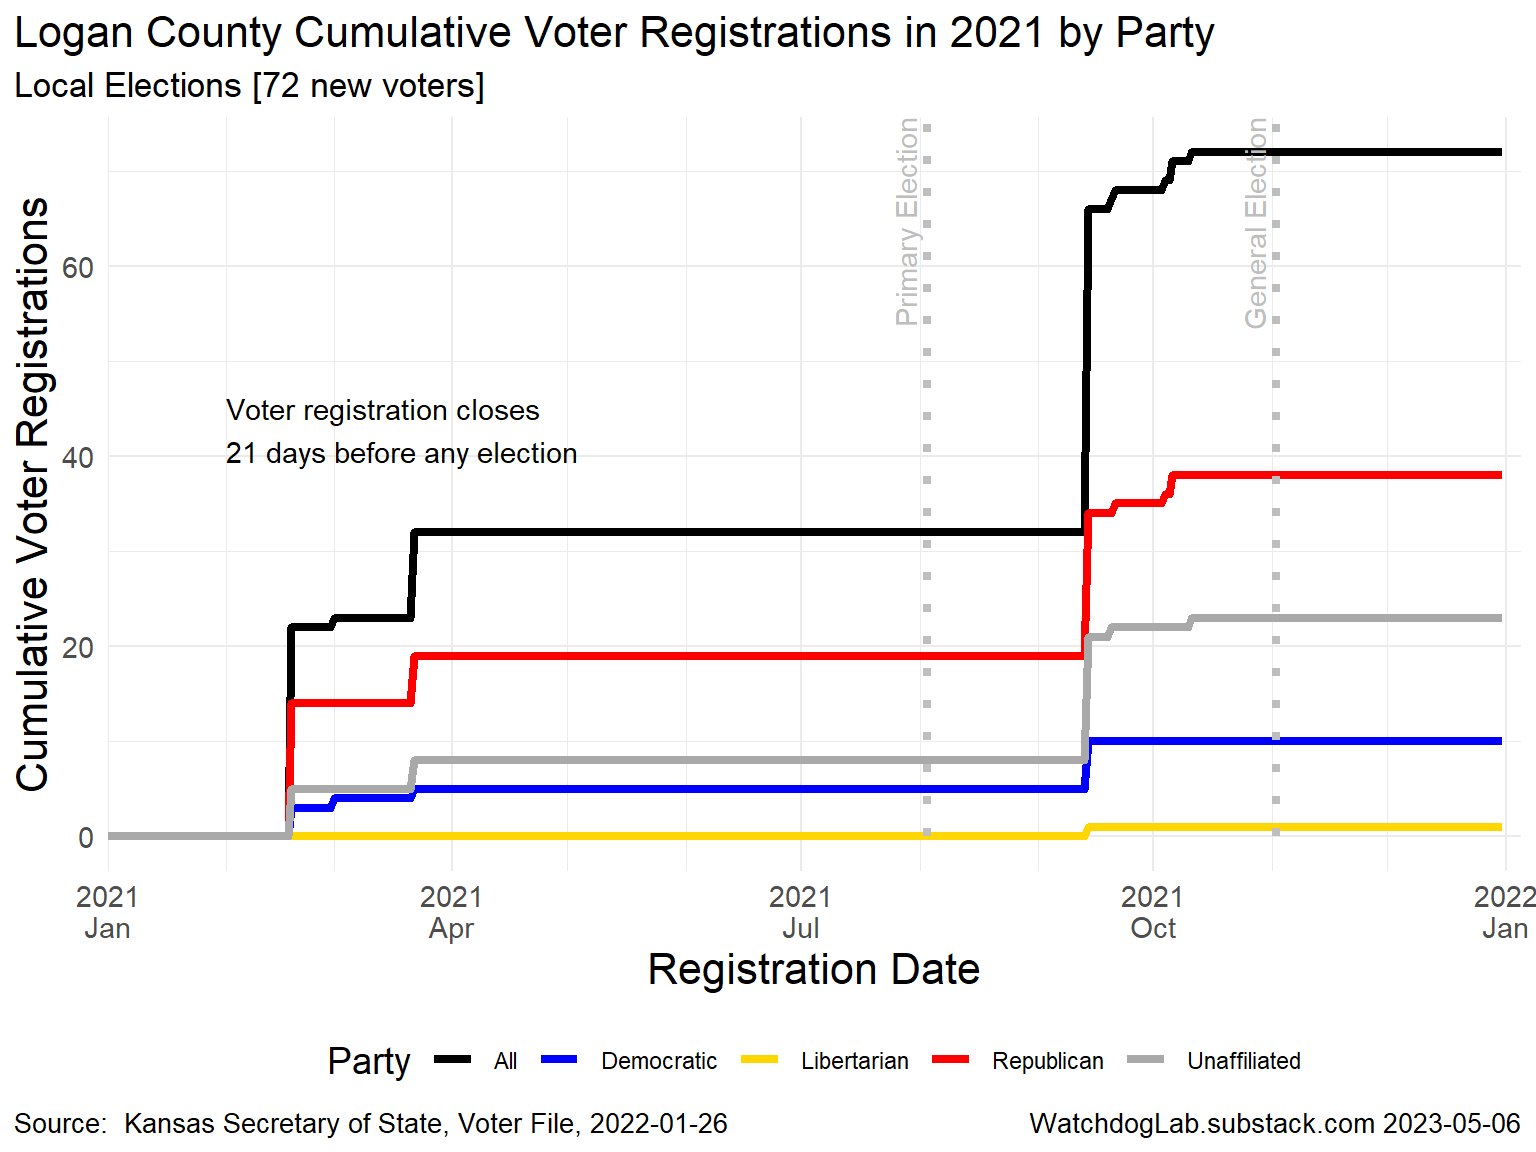 Logan County Cumulative Voter Registrations in 2021 by Party
Local Elections [72 new voters]
Cumulative Voter Registrations
60
40
20
0
Primary Election
General Election
Voter registration closes
21 days before any election
2021
Jan
2021
Apr
2021
Jul
2021
Oct
2022
Jan
Registration Date
Party All Democratic Libertarian Republican Unaffiliated
Source:  Kansas Secretary of State, Voter File, 2022-01-26
WatchdogLab.substack.com 2023-05-06